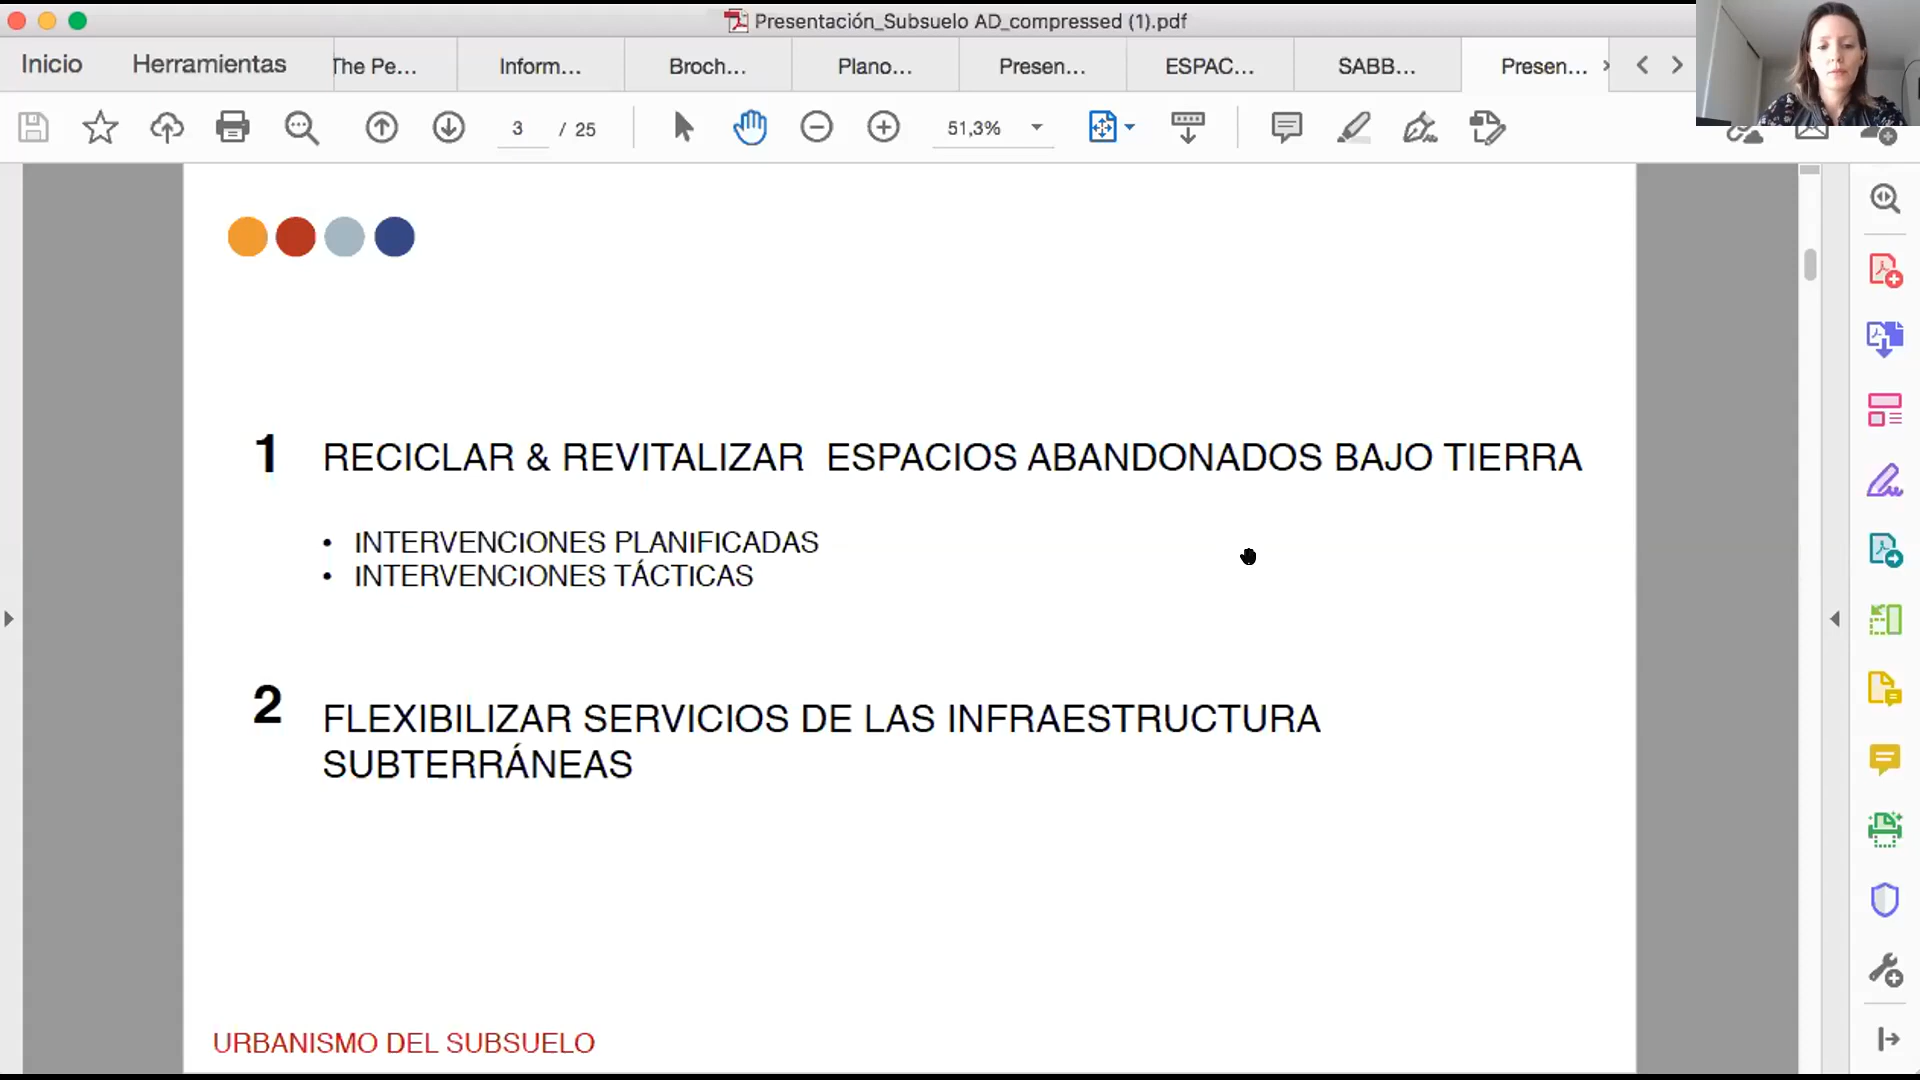 Presentación_Subsuelo AD_compressed (1).pdf
Inicio Herramientas The Pe... Inform... Broch... Plano... Presen... ESPAC... SABB... Presen...
3 / 25 51,3%
1 RECICLAR & REVITALIZAR ESPACIOS ABANDONADOS BAJO TIERRA
• INTERVENCIONES PLANIFICADAS
• INTERVENCIONES TÁCTICAS
2 FLEXIBILIZAR SERVICIOS DE LAS INFRAESTRUCTURA
SUBTERRÁNEAS
URBANISMO DEL SUBSUELO